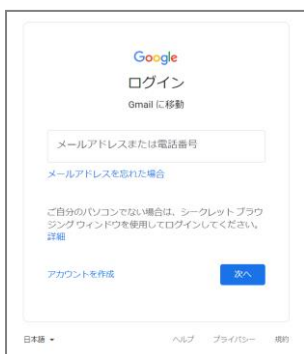 Google
ログイン
Gmail に移動
メールアドレスまたは電話番号
メールアドレスを忘れた場合
ご自分のパソコンでない場合は、シークレット ブラウ
ジング ウィンドウを使用してログインしてください。
詳細
アカウントを作成
次へ
日本語
ヘルプ プライバシー 規約